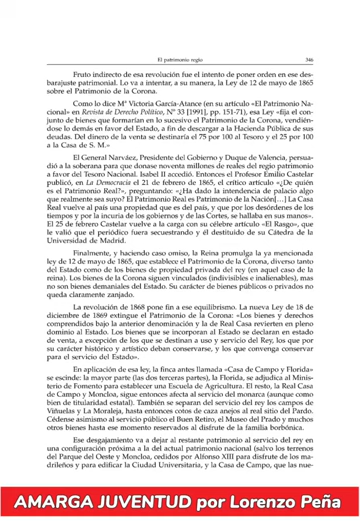 El patrimonio regio 346
Fruto indirecto de esa revolución fue el intento de poner orden en ese des-
barajuste patrimonial. Lo va a intentar, a su manera, la Ley de 12 de mayo de 1865
sobre el Patrimonio de la Corona.
Como lo dice Mª Victoria García-Atance (en su artículo «El Patrimonio Na-
cional» en Revista de Derecho Político, Nº 33 [1991], pp. 151-71), esa Ley «fija el con-
junto de bienes que formarían en lo sucesivo el Patrimonio de la Corona, vendién-
dose lo demás en favor del Estado, a fin de descargar a la Hacienda Pública de sus
deudas. Del dinero de la venta se destinaría el 75 por 100 al Tesoro y el 25 por 100
a la Casa de S. M.»
El General Narváez, Presidente del Gobierno y Duque de Valencia, persua-
dió a la soberana para que donase noventa millones de reales del regio patrimonio
a favor del Tesoro Nacional. Isabel II accedió. Entonces el Profesor Emilio Castelar
publicó, en La Democracia el 21 de febrero de 1865, el crítico artículo «¿De quién
es el Patrimonio Real?», preguntando: «¿Ha dado la intendencia de palacio algo
que realmente sea suyo? El Patrimonio Real es Patrimonio de la Nación[…] La Casa
Real vuelve al país una propiedad que es del país, y que por los desórdenes de los
tiempos y por la incuria de los gobiernos y de las Cortes, se hallaba en sus manos».
El 25 de febrero Castelar vuelve a la carga con su célebre artículo «El Rasgo», que
le valió que el periódico fuera secuestrando y él destituido de su Cátedra de la
Universidad de Madrid.
Finalmente, y haciendo caso omiso, la Reina promulga la ya mencionada
ley de 12 de mayo de 1865, que establece el Patrimonio de la Corona, diverso tanto
del Estado como de los bienes de propiedad privada del rey (en aquel caso de la
reina). Los bienes de la Corona siguen vinculados (indivisibles e inalienables), mas
no son bienes demaniales del Estado. Su carácter de bienes públicos o privados no
queda claramente zanjado.
La revolución de 1868 pone fin a ese equilibrismo. La nueva Ley de 18 de
diciembre de 1869 extingue el Patrimonio de la Corona: «Los bienes y derechos
comprendidos bajo la anterior denominación y la de Real Casa revierten en pleno
dominio al Estado. Los bienes que se incorporan al Estado se declaran en estado
de venta, a excepción de los que se destinan a uso y servicio del Rey, los que por
su carácter histórico y artístico deban conservarse, y los que convenga conservar
para el servicio del Estado».
En aplicación de esa ley, la finca antes llamada «Casa de Campo y Florida»
se escinde: la mayor parte (las dos terceras partes), la Florida, se adjudica al Minis-
terio de Fomento para establecer una Escuela de Agricultura. El resto, la Real Casa
de Campo y Moncloa, sigue entonces afecta al servicio del monarca (aunque como
bien de titularidad estatal). También se separan del servicio del rey los campos de
Viñuelas y La Moraleja, hasta entonces cotos de caza anejos al real sitio del Pardo.
Cédense asimismo al servicio público el Buen Retiro, el Museo del Prado y muchos
otros bienes hasta ese momento reservados al disfrute de la familia borbónica.
Ese desgajamiento va a dejar al restante patrimonio al servicio del rey en
una configuración próxima a la del actual patrimonio nacional (salvo los terrenos
del Parque del Oeste y Moncloa, cedidos por Alfonso XIII para disfrute de los ma-
drileños y para edificar la Ciudad Universitaria, y la Casa de Campo, que las nue-
AMARGA JUVENTUD por Lorenzo Peña